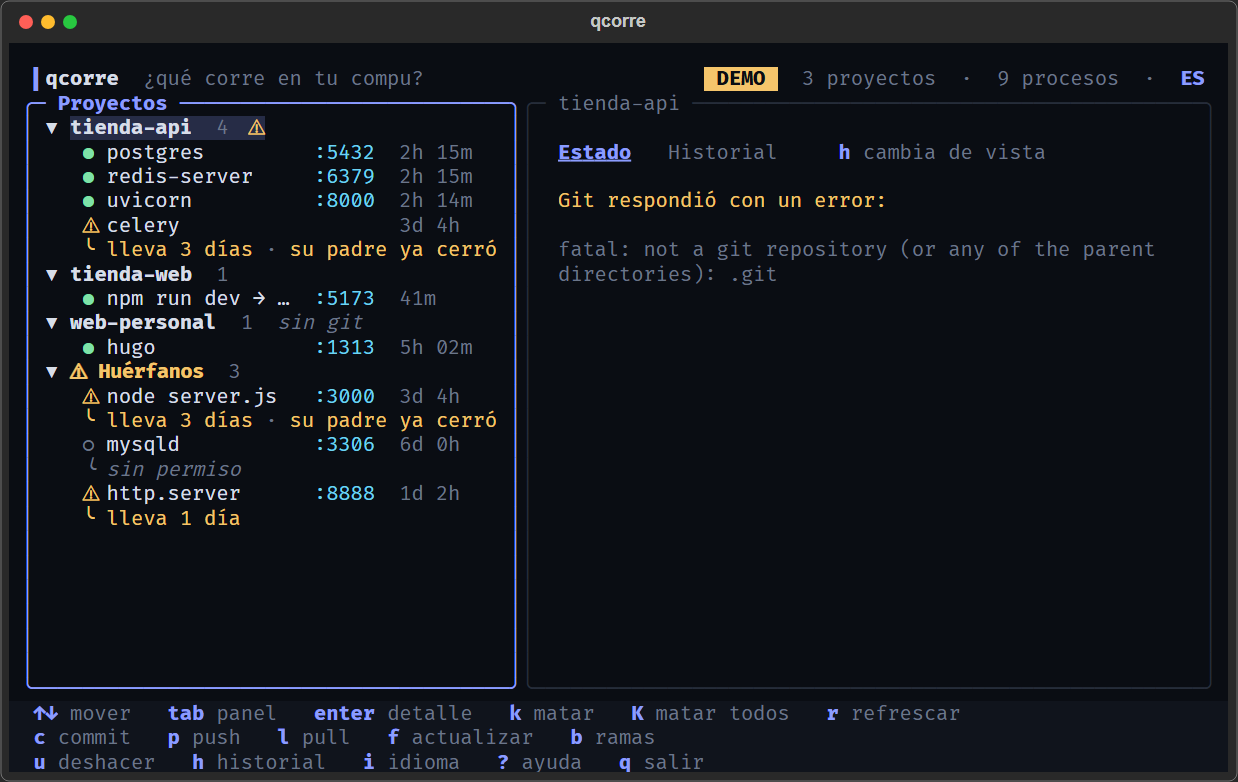 qcorre
qcorre ¿qué corre en tu compu? DEMO 3 proyectos · 9 procesos · ES
Proyectos
▼ tienda-api 4 ⚠
● postgres :5432 2h 15m
● redis-server :6379 2h 15m
● uvicorn :8000 2h 14m
⚠ celery 3d 4h
╰ lleva 3 días · su padre ya cerró
▼ tienda-web 1
● npm run dev → … :5173 41m
▼ web-personal 1 sin git
● hugo :1313 5h 02m
▼ ⚠ Huérfanos 3
⚠ node server.js :3000 3d 4h
╰ lleva 3 días · su padre ya cerró
○ mysqld :3306 6d 0h
╰ sin permiso
⚠ http.server :8888 1d 2h
╰ lleva 1 día
tienda-api
Estado Historial h cambia de vista
Git respondió con un error:
fatal: not a git repository (or any of the parent
directories): .git
↑↓ mover tab panel enter detalle k matar K matar todos r refrescar
c commit p push l pull f actualizar b ramas
u deshacer h historial i idioma ? ayuda q salir